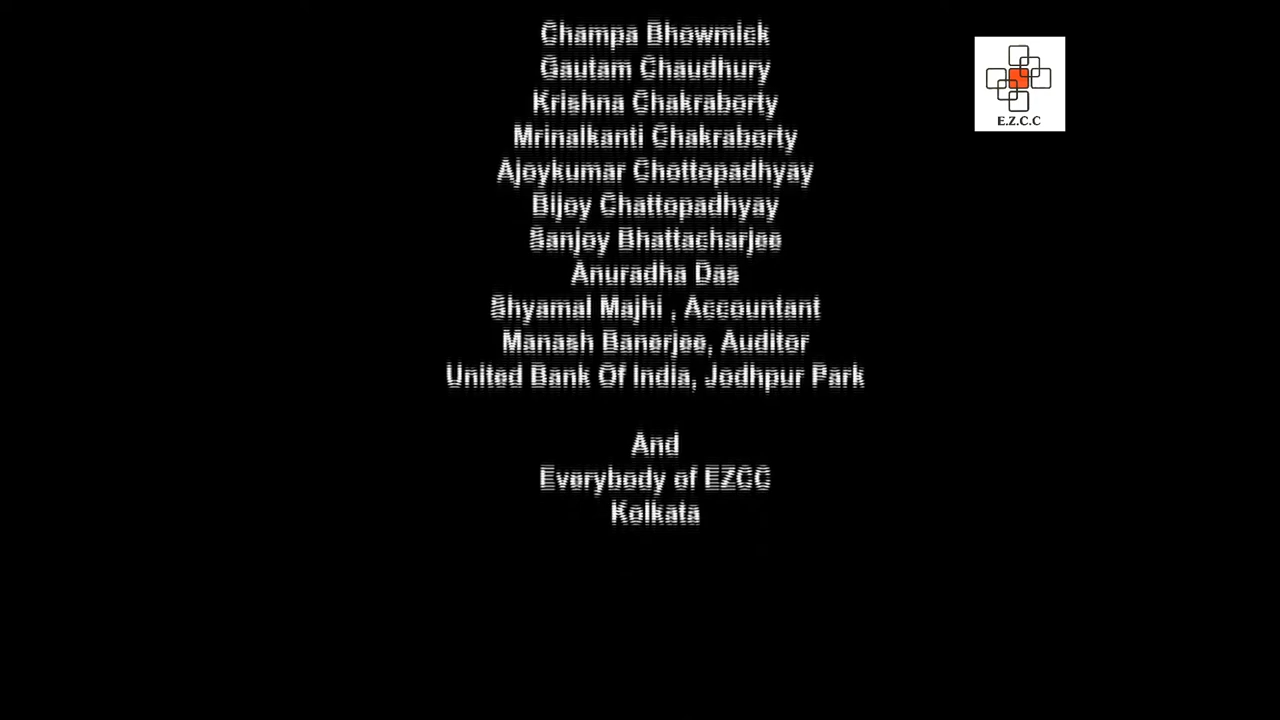 Champa Bhowmick
Gautam Chaudhury
Krishna Chakraborty
Mrinalkanti Chakraborty
Ajoykumar Chottopadhyay
Bijoy Chattopadhyay
Sanjoy Bhattacharjee
Anuradha Das
Shyamal Majhi , Accountant
Manash Banerjee, Auditor
United Bank Of India, Jodhpur Park
And
Everybody of EZCC
Kolkata
E.Z.C.C